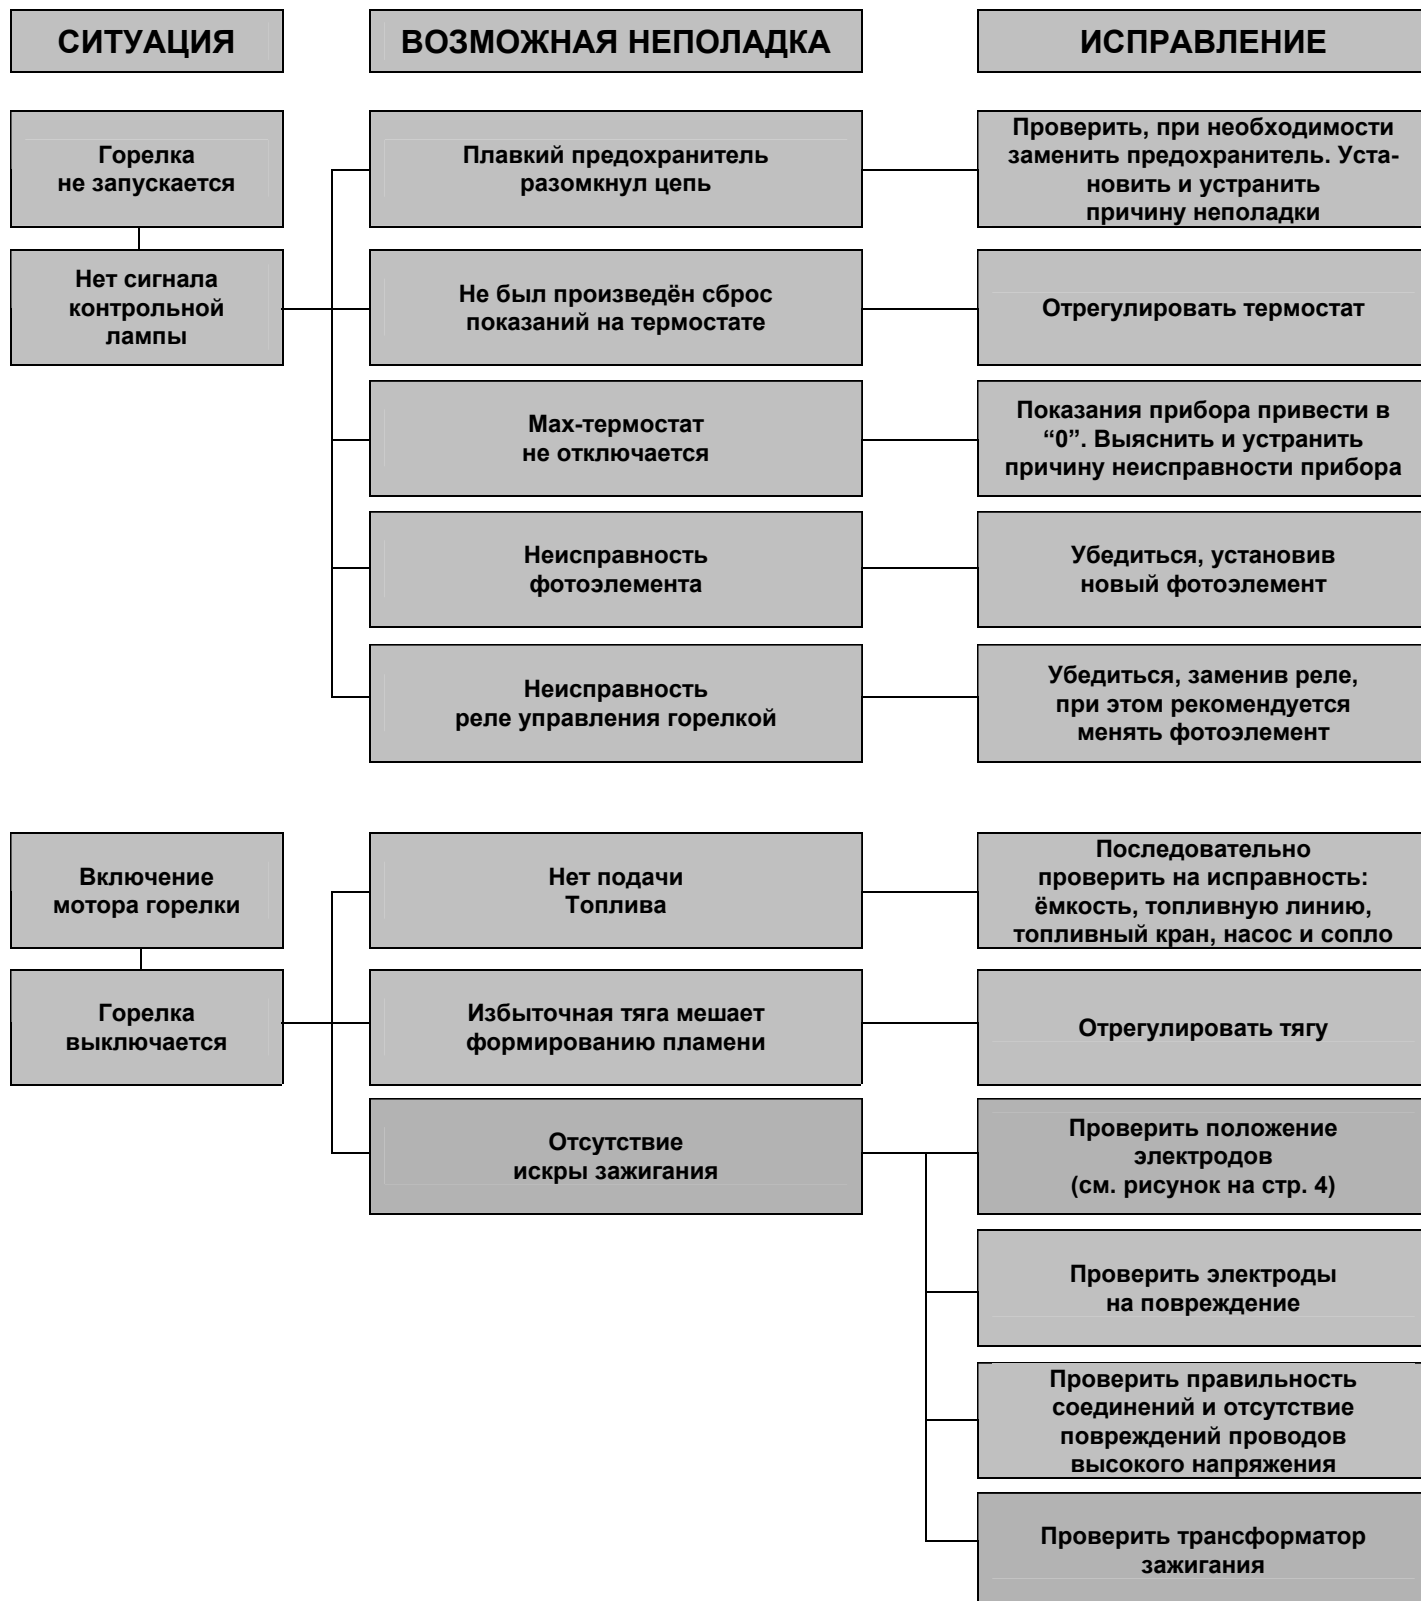 СИТУАЦИЯ
ВОЗМОЖНАЯ НЕПОЛАДКА
ИСПРАВЛЕНИЕ
Горелка
не запускается
Плавкий предохранитель
разомкнул цепь
Проверить, при необходимости
заменить предохранитель. Уста-
новить и устранить
причину неполадки
Нет сигнала
контрольной
лампы
Не был произведён сброс
показаний на термостате
Отрегулировать термостат
Мах-термостат
не отключается
Показания прибора привести в
“0”. Выяснить и устранить
причину неисправности прибора
Неисправность
фотоэлемента
Убедиться, установив
новый фотоэлемент
Неисправность
реле управления горелкой
Убедиться, заменив реле,
при этом рекомендуется
менять фотоэлемент
Включение
мотора горелки
Нет подачи
Топлива
Последовательно
проверить на исправность:
ёмкость, топливную линию,
топливный кран, насос и сопло
Горелка
выключается
Избыточная тяга мешает
формированию пламени
Отрегулировать тягу
Отсутствие
искры зажигания
Проверить положение
электродов
(см. рисунок на стр. 4)
Проверить электроды
на повреждение
Проверить правильность
соединений и отсутствие
повреждений проводов
высокого напряжения
Проверить трансформатор
зажигания